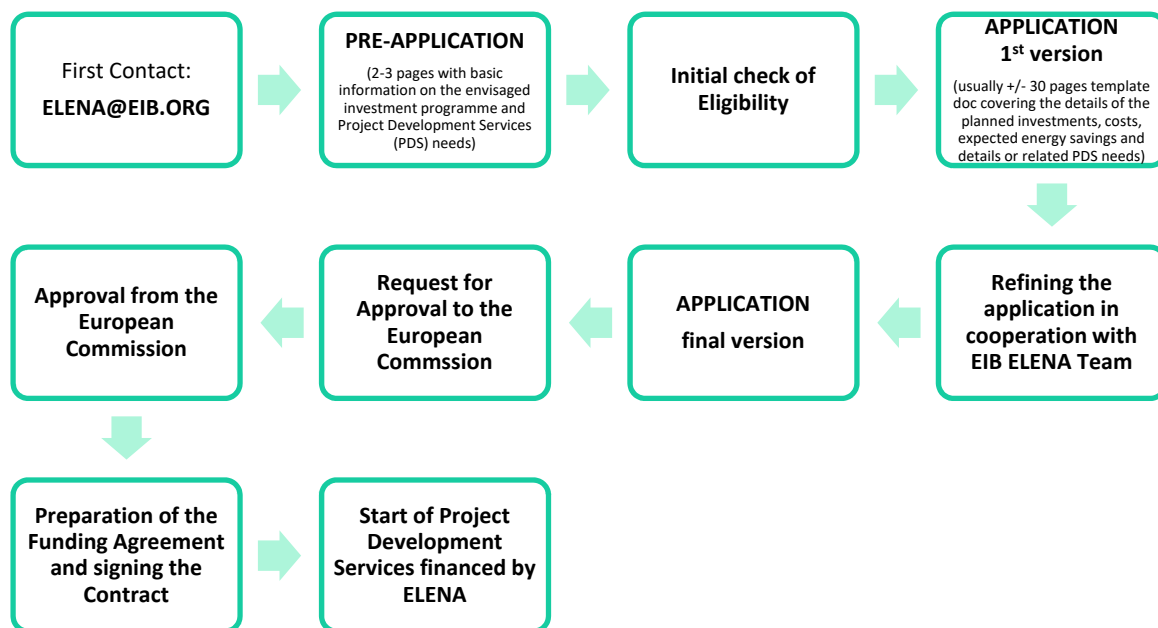 First Contact:
ELENA@EIB.ORG
PRE-APPLICATION
(2-3 pages with basic
information on the envisaged
investment programme and
Project Development Services
(PDS) needs)
Initial check of
Eligibility
APPLICATION
1st version
(usually +/- 30 pages template
doc covering the details of the
planned investments, costs,
expected energy savings and
details or related PDS needs)
Refining the
application in
cooperation with
EIB ELENA Team
APPLICATION
final version
Request for
Approval to the
European
Commssion
Approval from the
European
Commission
Preparation of the
Funding Agreement
and signing the
Contract
Start of Project
Development
Services financed by
ELENA